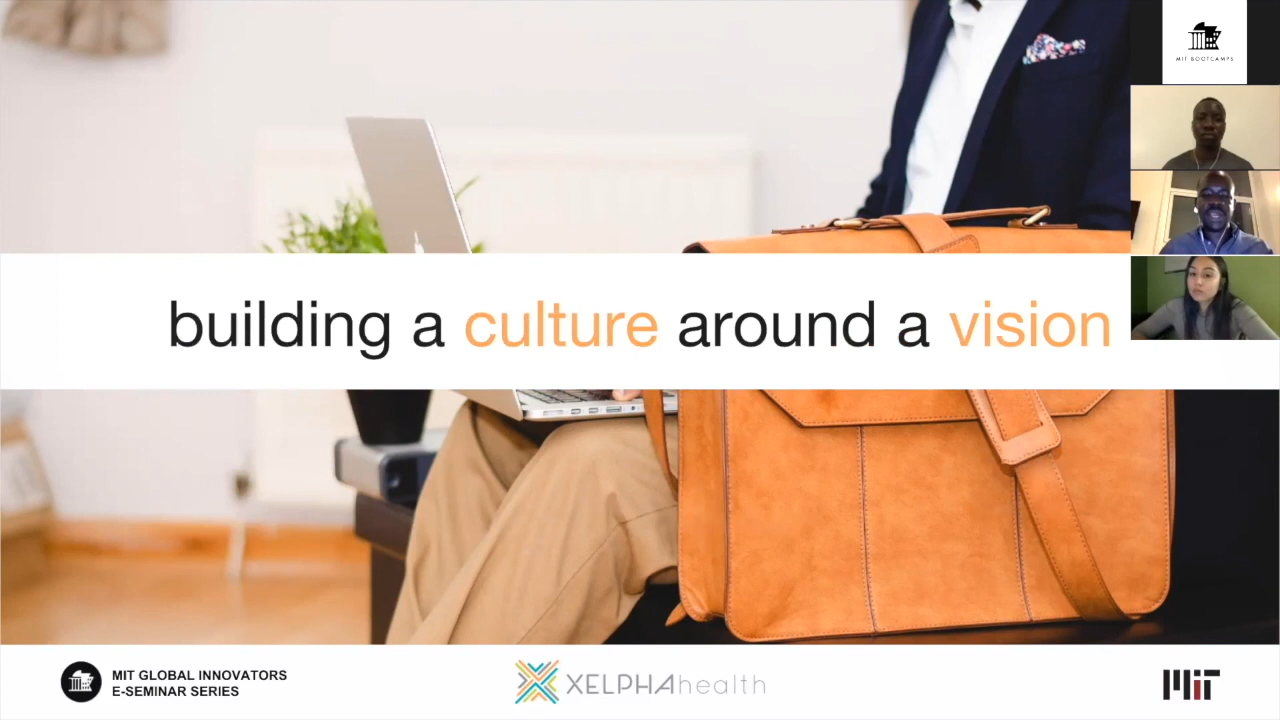 MIT BOOTCAMPS
building a culture around a vision
MIT GLOBAL INNOVATORS
E-SEMINAR SERIES
XELPHAhealth
MIT